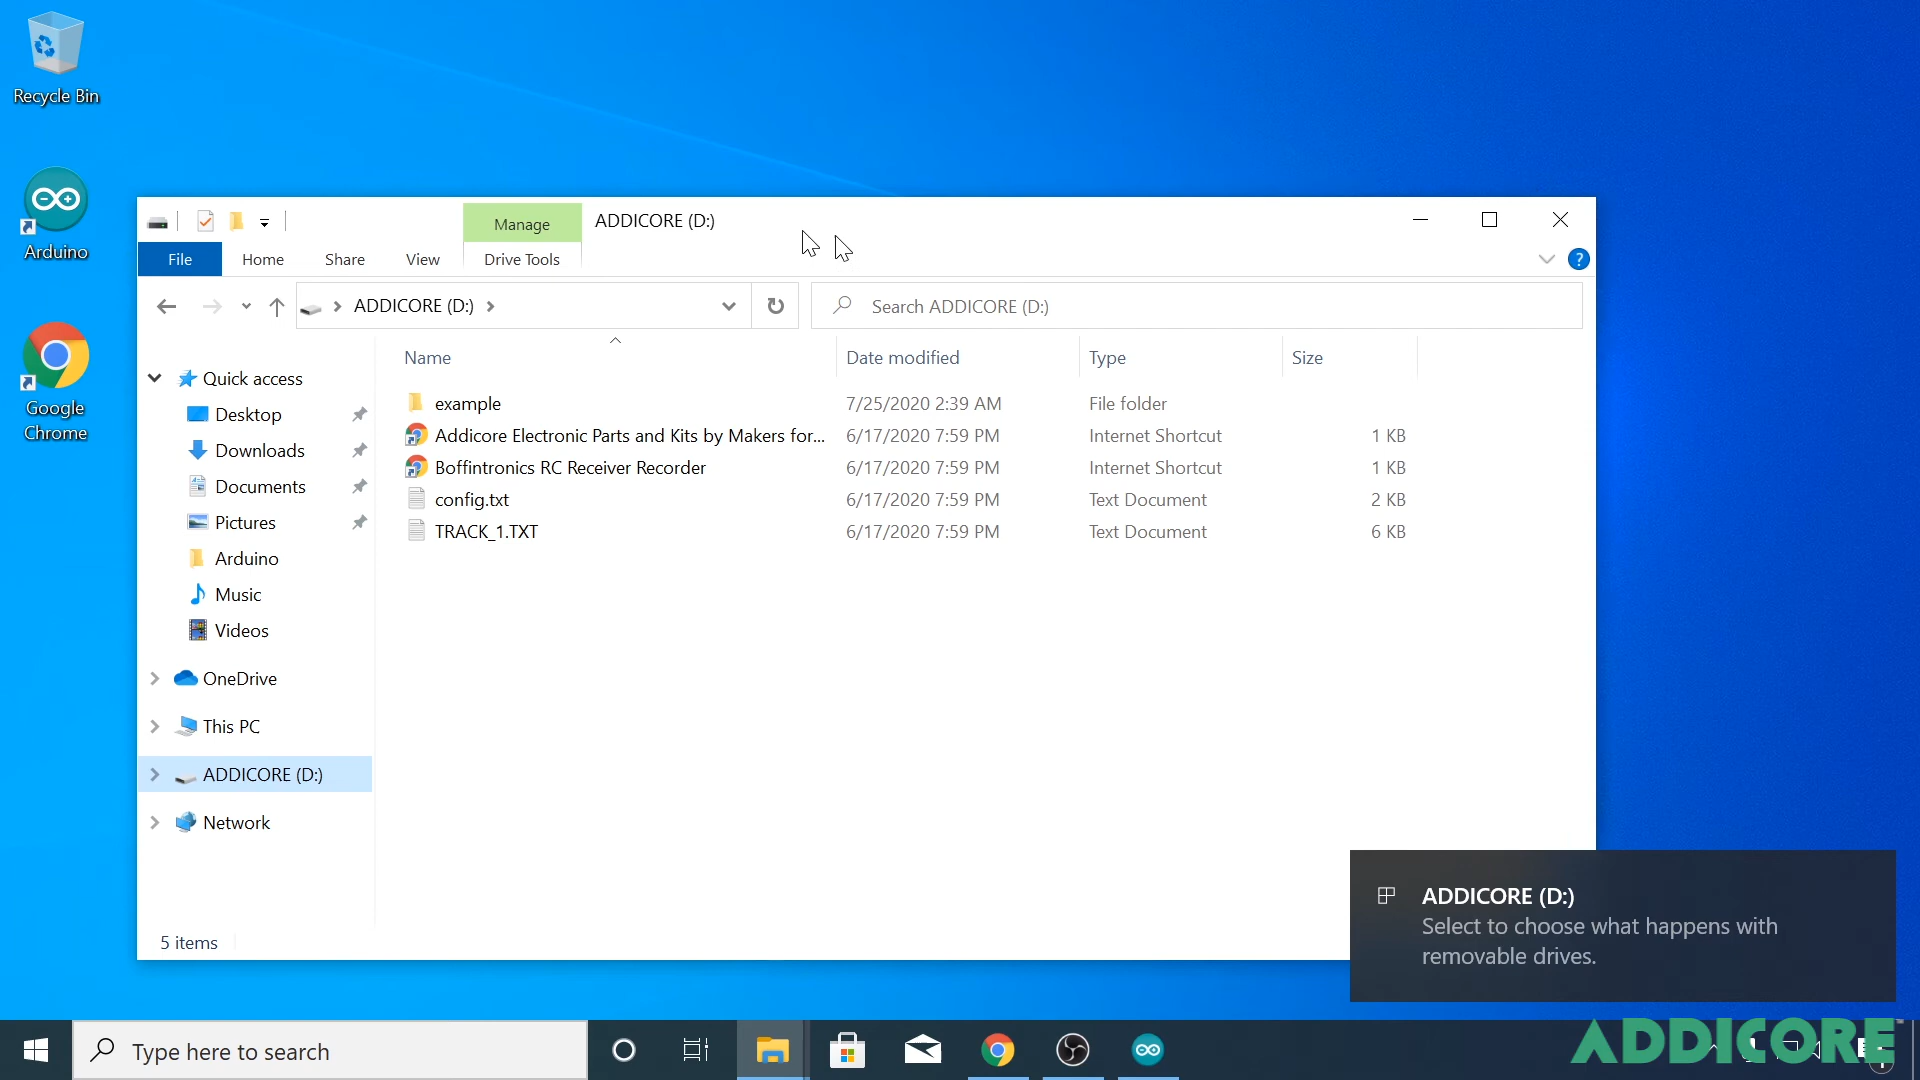 Recycle Bin
Arduino
Google
Chrome
Manage
ADDICORE (D:)
File
Home
Share
View
Drive Tools
?
ADDICORE (D:)
Search ADDICORE (D:)
Name
Date modified
Type
Size
example
7/25/2020 2:39 AM
File folder
Addicore Electronic Parts and Kits by Makers for...
6/17/2020 7:59 PM
Internet Shortcut
1 KB
Boffintronics RC Receiver Recorder
6/17/2020 7:59 PM
Internet Shortcut
1 KB
config.txt
6/17/2020 7:59 PM
Text Document
2 KB
TRACK_1.TXT
6/17/2020 7:59 PM
Text Document
6 KB
Quick access
Desktop
Downloads
Documents
Pictures
Arduino
Music
Videos
OneDrive
This PC
ADDICORE (D:)
Network
5 items
ADDICORE (D:)
Select to choose what happens with
removable drives.
Type here to search
ADDICORE